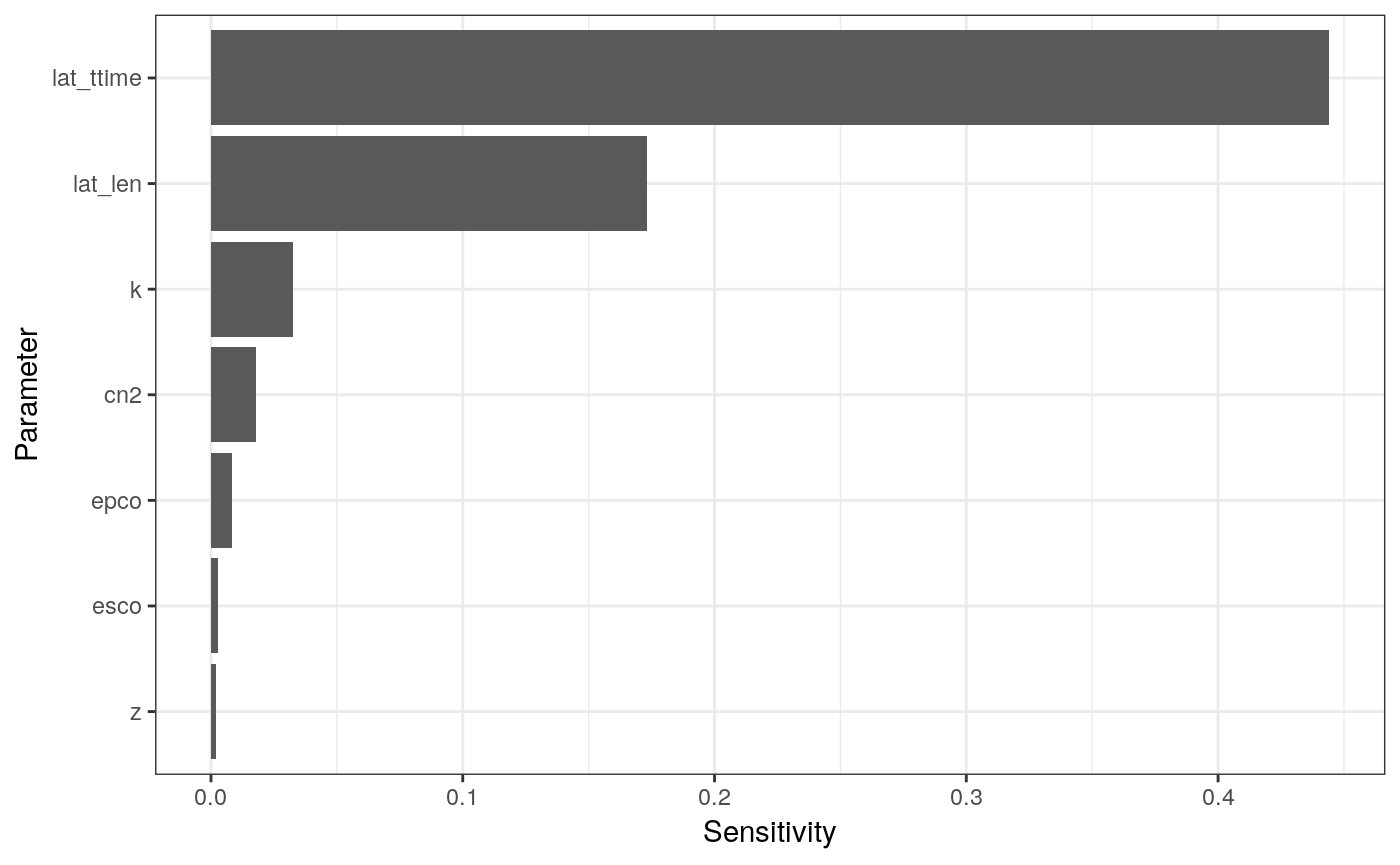 lat_ttime
lat_len
k
cn2
epco
esco
z
Parameter
0.0 0.1 0.2 0.3 0.4
Sensitivity